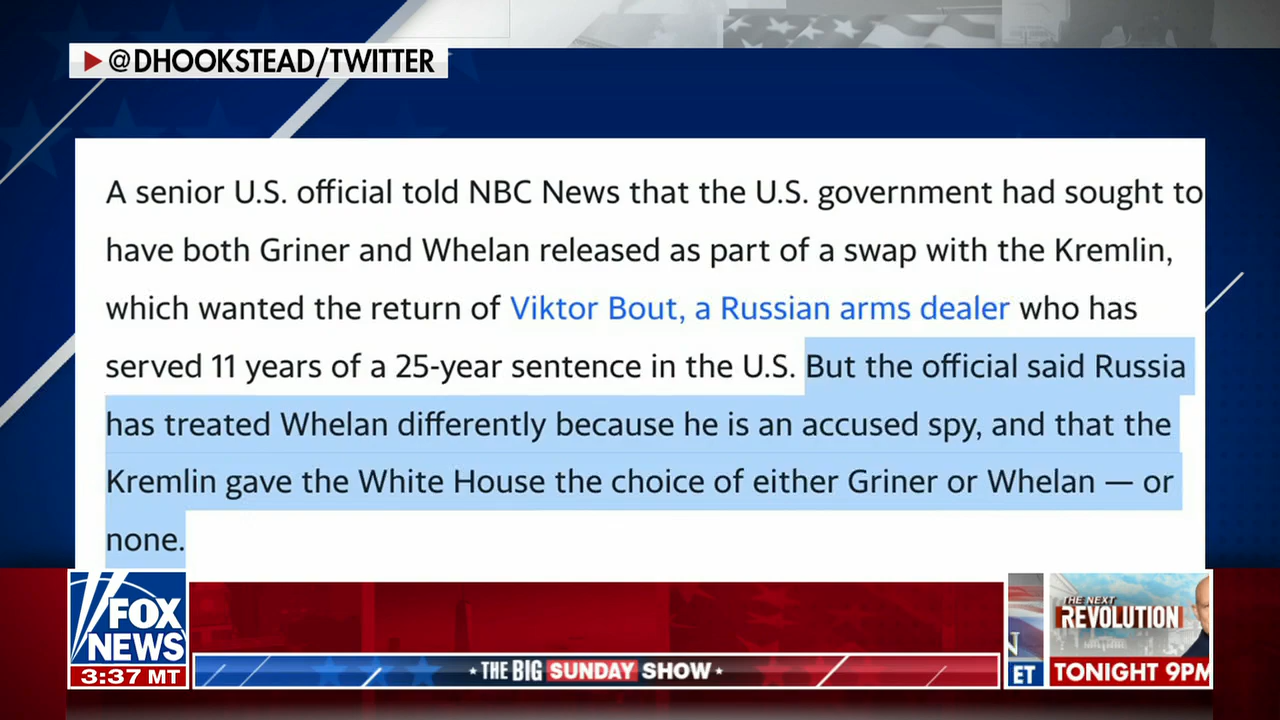 @DHOOKSTEAD/TWITTER
A senior U.S. official told NBC News that the U.S. government had sought to
have both Griner and Whelan released as part of a swap with the Kremlin,
which wanted the return of Viktor Bout, a Russian arms dealer who has
served 11 years of a 25-year sentence in the U.S. But the official said Russia
has treated Whelan differently because he is an accused spy, and that the
Kremlin gave the White House the choice of either Griner or Whelan — or
none.
FOX
NEWS
3:37 MT
THE BIG SUNDAY SHOW
N
ET
THE NEXT
REVOLUTION
TONIGHT 9PM